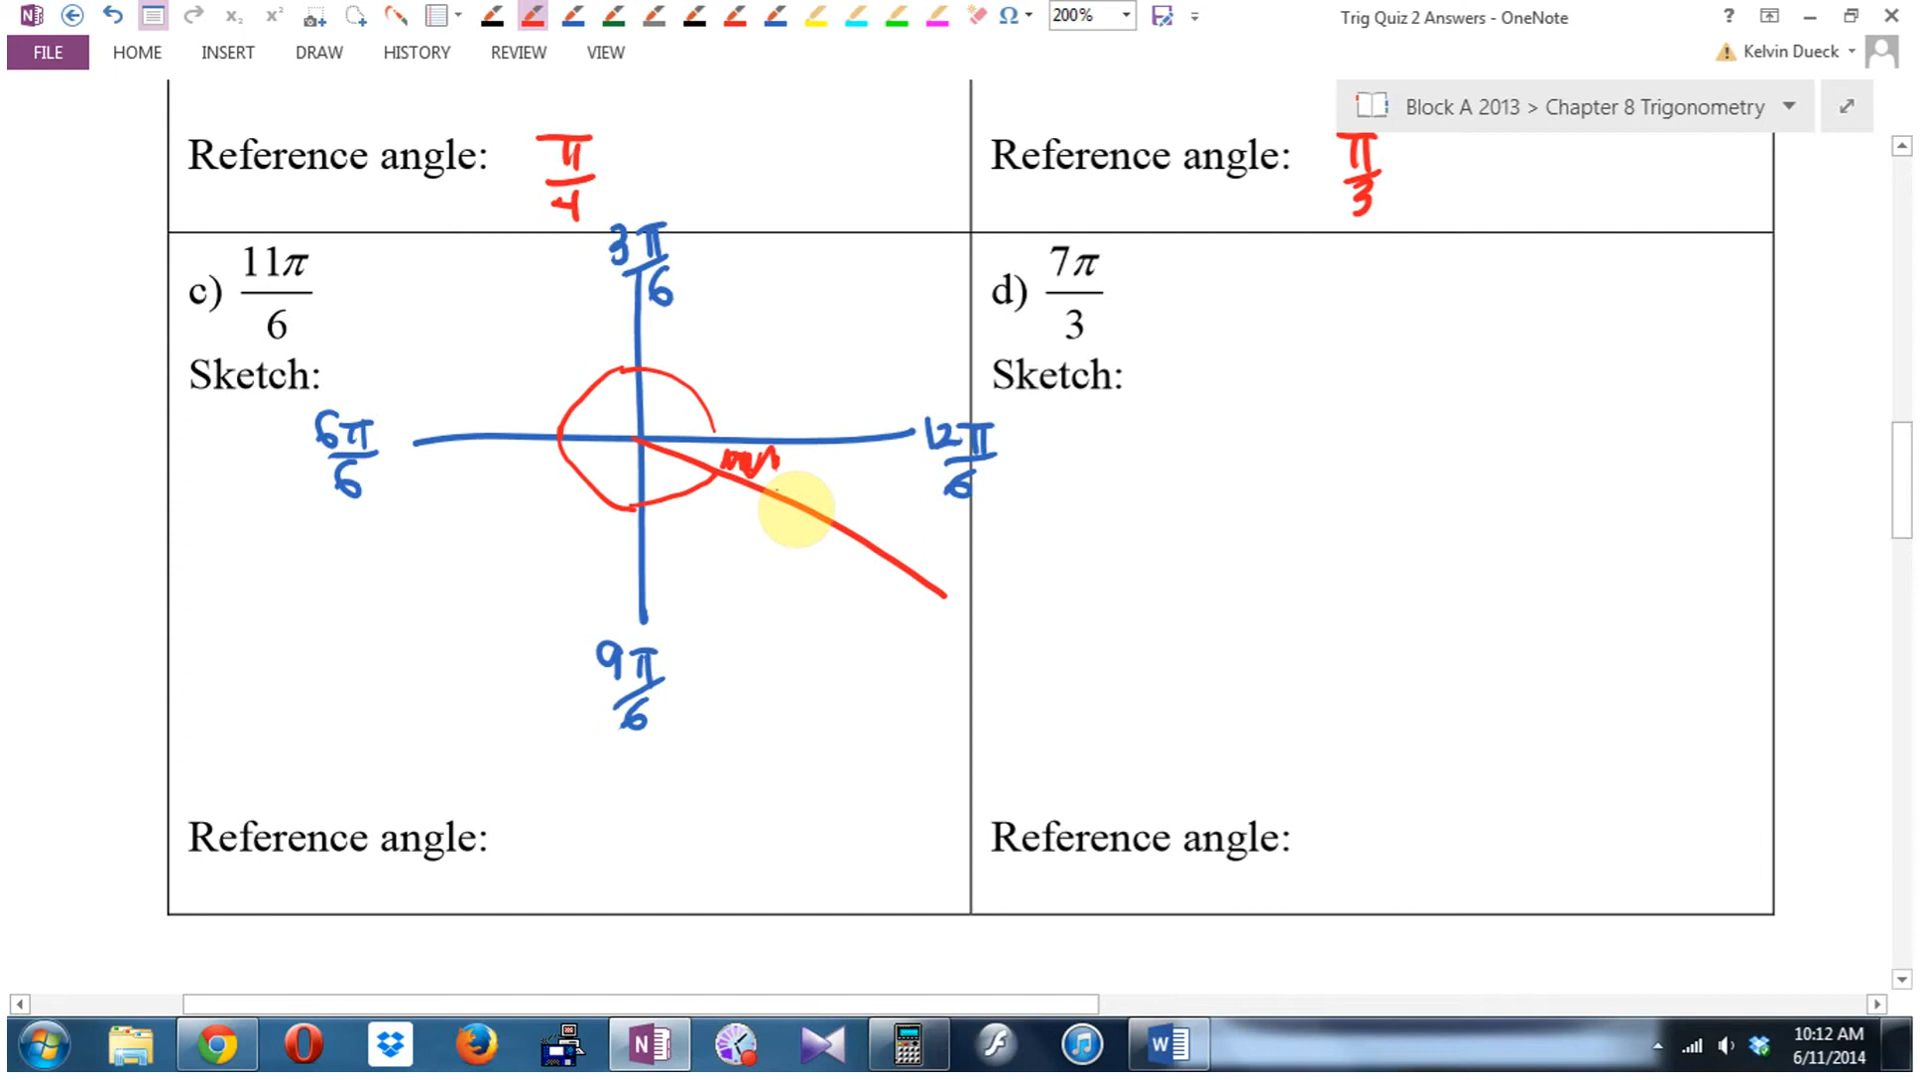 200%
Trig Quiz 2 Answers - OneNote
FILE HOME INSERT DRAW HISTORY REVIEW VIEW
Kelvin Dueck
Block A 2013 > Chapter 8 Trigonometry
Reference angle: π/4
Reference angle: π/3
c) 11π/6
Sketch:
3π/6
6π/6
12π/6
9π/6
Reference angle:
d) 7π/3
Sketch:
Reference angle:
10:12 AM
6/11/2014